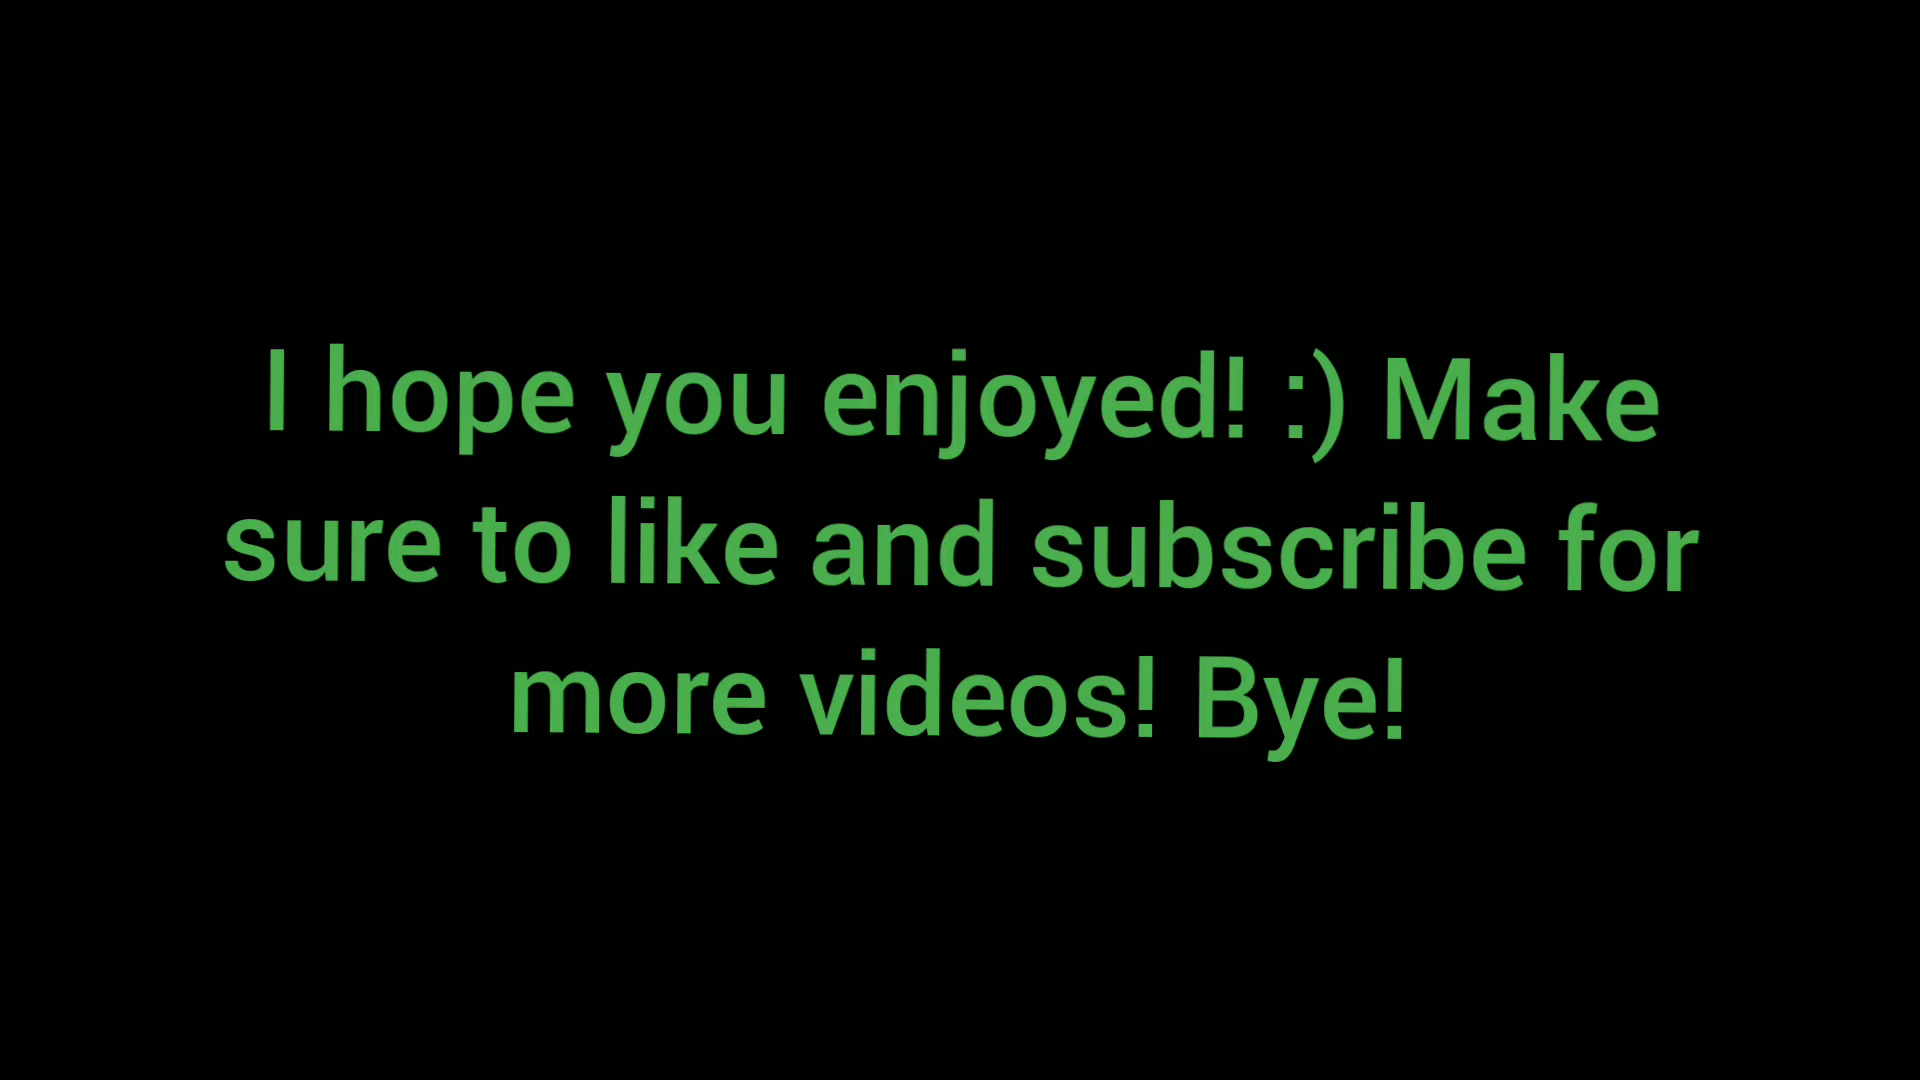 I hope you enjoyed! :) Make
sure to like and subscribe for
more videos! Bye!